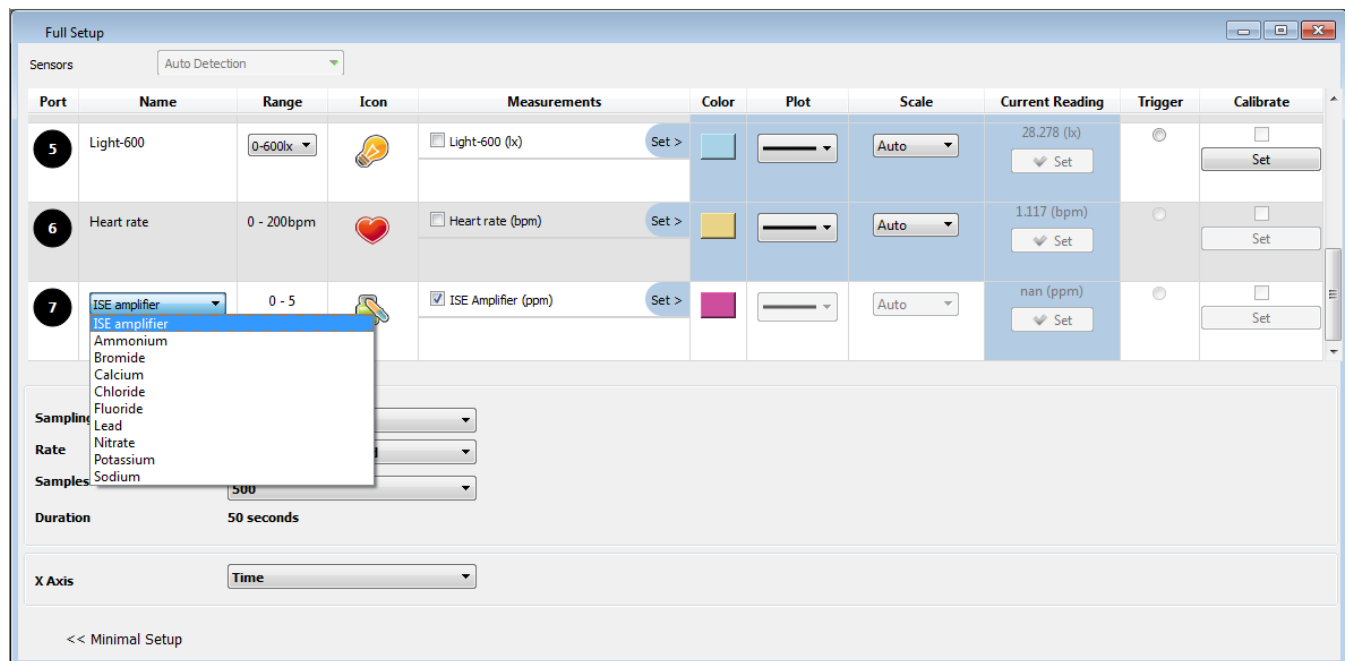 Full Setup
Sensors Auto Detection
Port Name Range Icon Measurements Color Plot Scale Current Reading Trigger Calibrate
5 Light-600 0-600lx Light-600 (lx) Set > Auto 28.278 (lx)
Set Set
6 Heart rate 0 - 200bpm Heart rate (bpm) Set > Auto 1.117 (bpm)
Set Set
7 ISE amplifier 0 - 5 ISE Amplifier (ppm) Set > Auto nan (ppm)
Set Set
ISE amplifier
Ammonium
Bromide
Calcium
Chloride
Fluoride
Lead
Nitrate
Potassium
Sodium
Sampling
Rate
Samples 500
Duration 50 seconds
X Axis Time
<< Minimal Setup